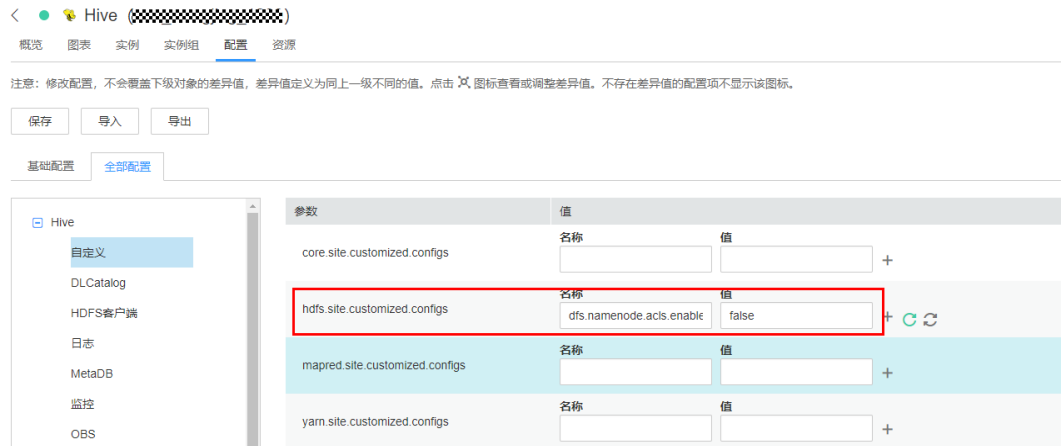 Hive ()
概览 图表 实例 实例组 配置 资源
注意：修改配置，不会覆盖下级对象的差异值，差异值定义为同上一级不同的值。点击 图标查看或调整差异值。不存在差异值的配置项不显示该图标。
保存 导入 导出
基础配置 全部配置
参数 值
Hive
自定义
DLCatalog
HDFS客户端
日志
MetaDB
监控
OBS
名称 值
core.site.customized.configs
+
名称 值
hdfs.site.customized.configs dfs.namenode.acls.enable false +
名称 值
mapred.site.customized.configs
+
名称 值
yarn.site.customized.configs
+